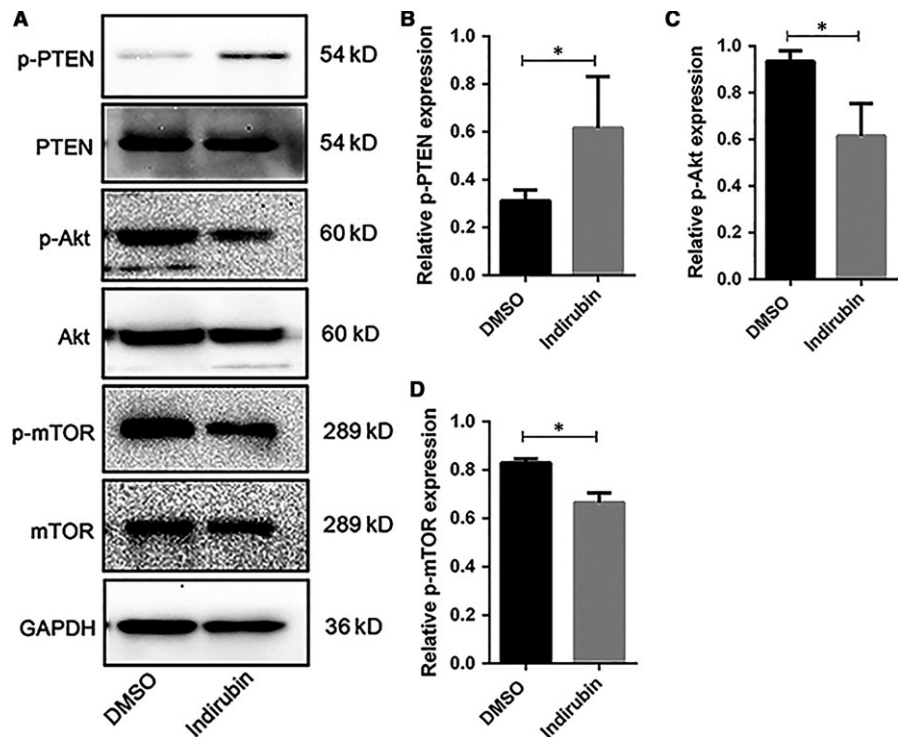 A
p-PTEN 54 kD
PTEN 54 kD
p-Akt 60 kD
Akt 60 kD
p-mTOR 289 kD
mTOR 289 kD
GAPDH 36 kD
DMSO Indirubin
B
Relative p-PTEN expression
*
1.0
0.8
0.6
0.4
0.2
0.0
DMSO Indirubin
C
Relative p-Akt expression
*
1.0
0.8
0.6
0.4
0.2
0.0
DMSO Indirubin
D
Relative p-mTOR expression
*
1.0
0.8
0.6
0.4
0.2
0.0
DMSO Indirubin